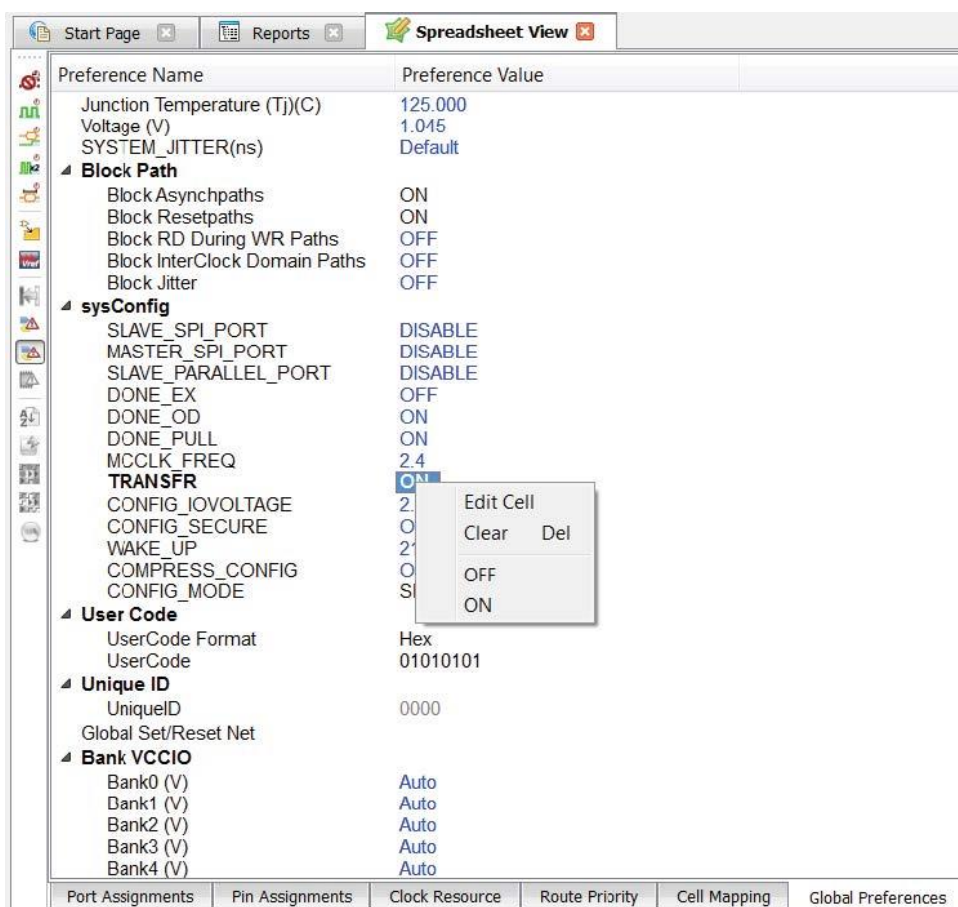 Start Page Reports Spreadsheet View
Preference Name Preference Value
Junction Temperature (Tj)(C) 125.000
Voltage (V) 1.045
SYSTEM_JITTER(ns) Default
Block Path
Block Asynchpaths ON
Block Resetpaths ON
Block RD During WR Paths OFF
Block InterClock Domain Paths OFF
Block Jitter OFF
sysConfig
SLAVE_SPI_PORT DISABLE
MASTER_SPI_PORT DISABLE
SLAVE_PARALLEL_PORT DISABLE
DONE_EX OFF
DONE_OD ON
DONE_PULL ON
MCCLK_FREQ 2.4
TRANSFR ON
CONFIG_IOVOLTAGE 2.
CONFIG_SECURE O
WAKE_UP 21
COMPRESS_CONFIG O
CONFIG_MODE
Edit Cell
Clear Del
OFF
ON
User Code
UserCode Format Hex
UserCode 01010101
Unique ID
UniqueID 0000
Global Set/Reset Net
Bank VCCIO
Bank0 (V) Auto
Bank1 (V) Auto
Bank2 (V) Auto
Bank3 (V) Auto
Bank4 (V) Auto
Port Assignments Pin Assignments Clock Resource Route Priority Cell Mapping Global Preferences